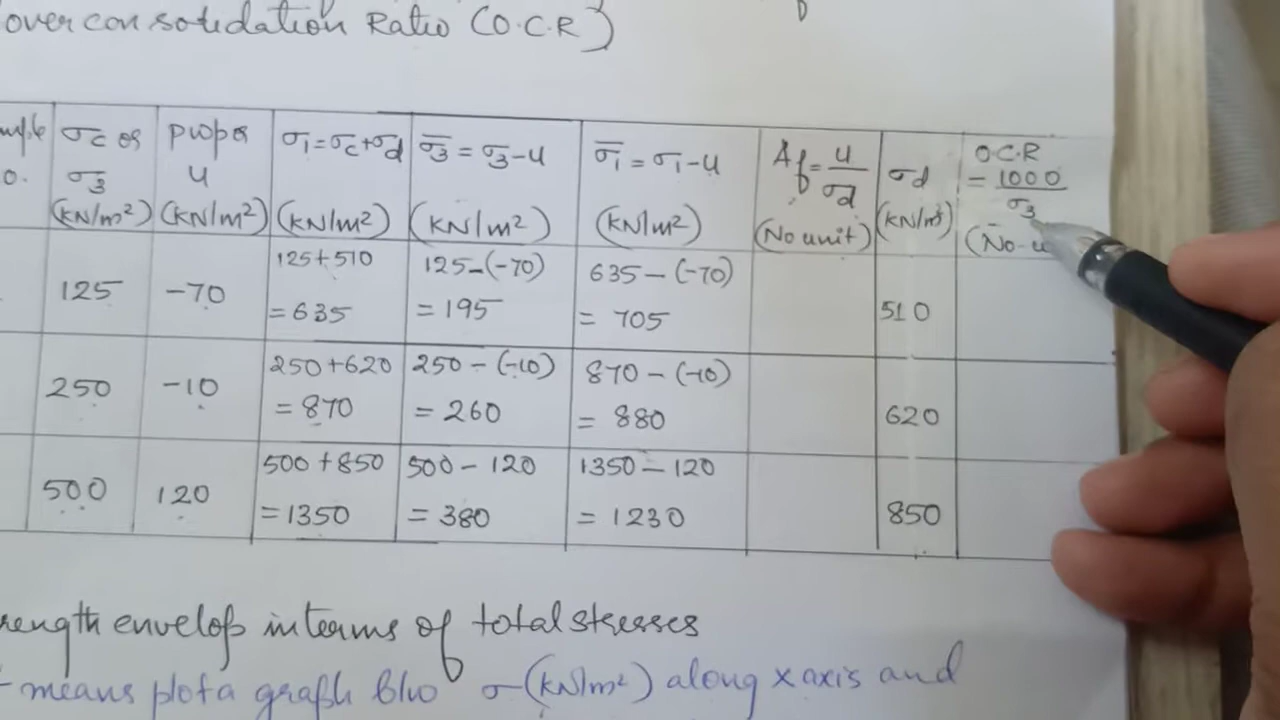 over consolidation Ratio (O.C.R)
σc or σ3 (KN/m²) | u (KN/m²) | σ1=σc+σd (KN/m²) | σ̅3 = σ3-u (KN/m²) | σ̅1 = σ1-u (KN/m²) | Af = u/σd (No unit) | σd (KN/m²) | O.C.R = 1000/σ3 (No-u
125 | -70 | 125+510 = 635 | 125-(-70) = 195 | 635-(-70) = 705 | 510
250 | -10 | 250+620 = 870 | 250-(-10) = 260 | 870-(-10) = 880 | 620
500 | 120 | 500+850 = 1350 | 500-120 = 380 | 1350-120 = 1230 | 850
rength envelop in terms of total stresses
means plot a graph b/w σ(KN/m²) along x axis and